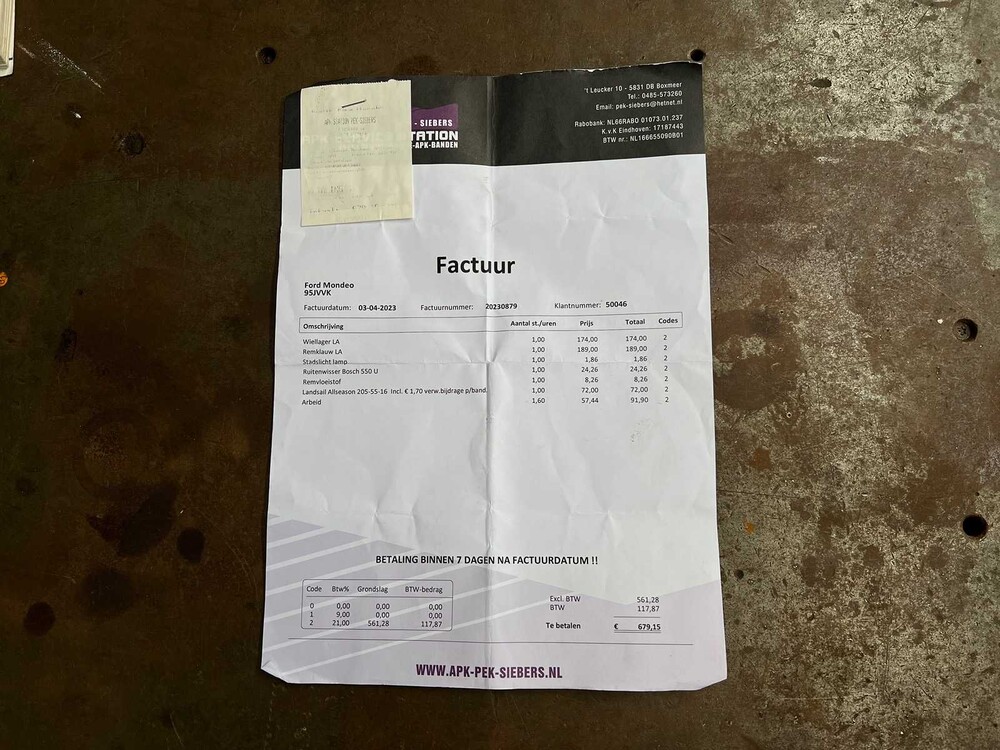 APK-STATION PEK-SIEBERS
- SIEBERS
TATION
-APK-BANDEN
't Leucker 10 - 5831 DB Boxmeer
Tel.: 0485-573260
Email: pek-siebers@hetnet.nl
Rabobank: NL66RABO 01073.01.237
K.v.K Eindhoven: 17187443
BTW nr.: NL166655090B01
Factuur
Ford Mondeo
95JVVK
Factuurdatum: 03-04-2023 Factuurnummer: 20230879 Klantnummer: 50046
Omschrijving Aantal st./uren Prijs Totaal Codes
Wiellager LA 1,00 174,00 174,00 2
Remklauw LA 1,00 189,00 189,00 2
Stadslicht lamp 1,00 1,86 1,86 2
Ruitenwisser Bosch 550 U 1,00 24,26 24,26 2
Remvloeistof 1,00 8,26 8,26 2
Landsail Allseason 205-55-16 Incl. € 1,70 verw.bijdrage p/band. 1,00 72,00 72,00 2
Arbeid 1,60 57,44 91,90 2
BETALING BINNEN 7 DAGEN NA FACTUURDATUM !!
Code Btw% Grondslag BTW-bedrag
0 0,00 0,00 0,00
1 9,00 0,00 0,00
2 21,00 561,28 117,87
Excl. BTW 561,28
BTW 117,87
Te betalen € 679,15
WWW.APK-PEK-SIEBERS.NL